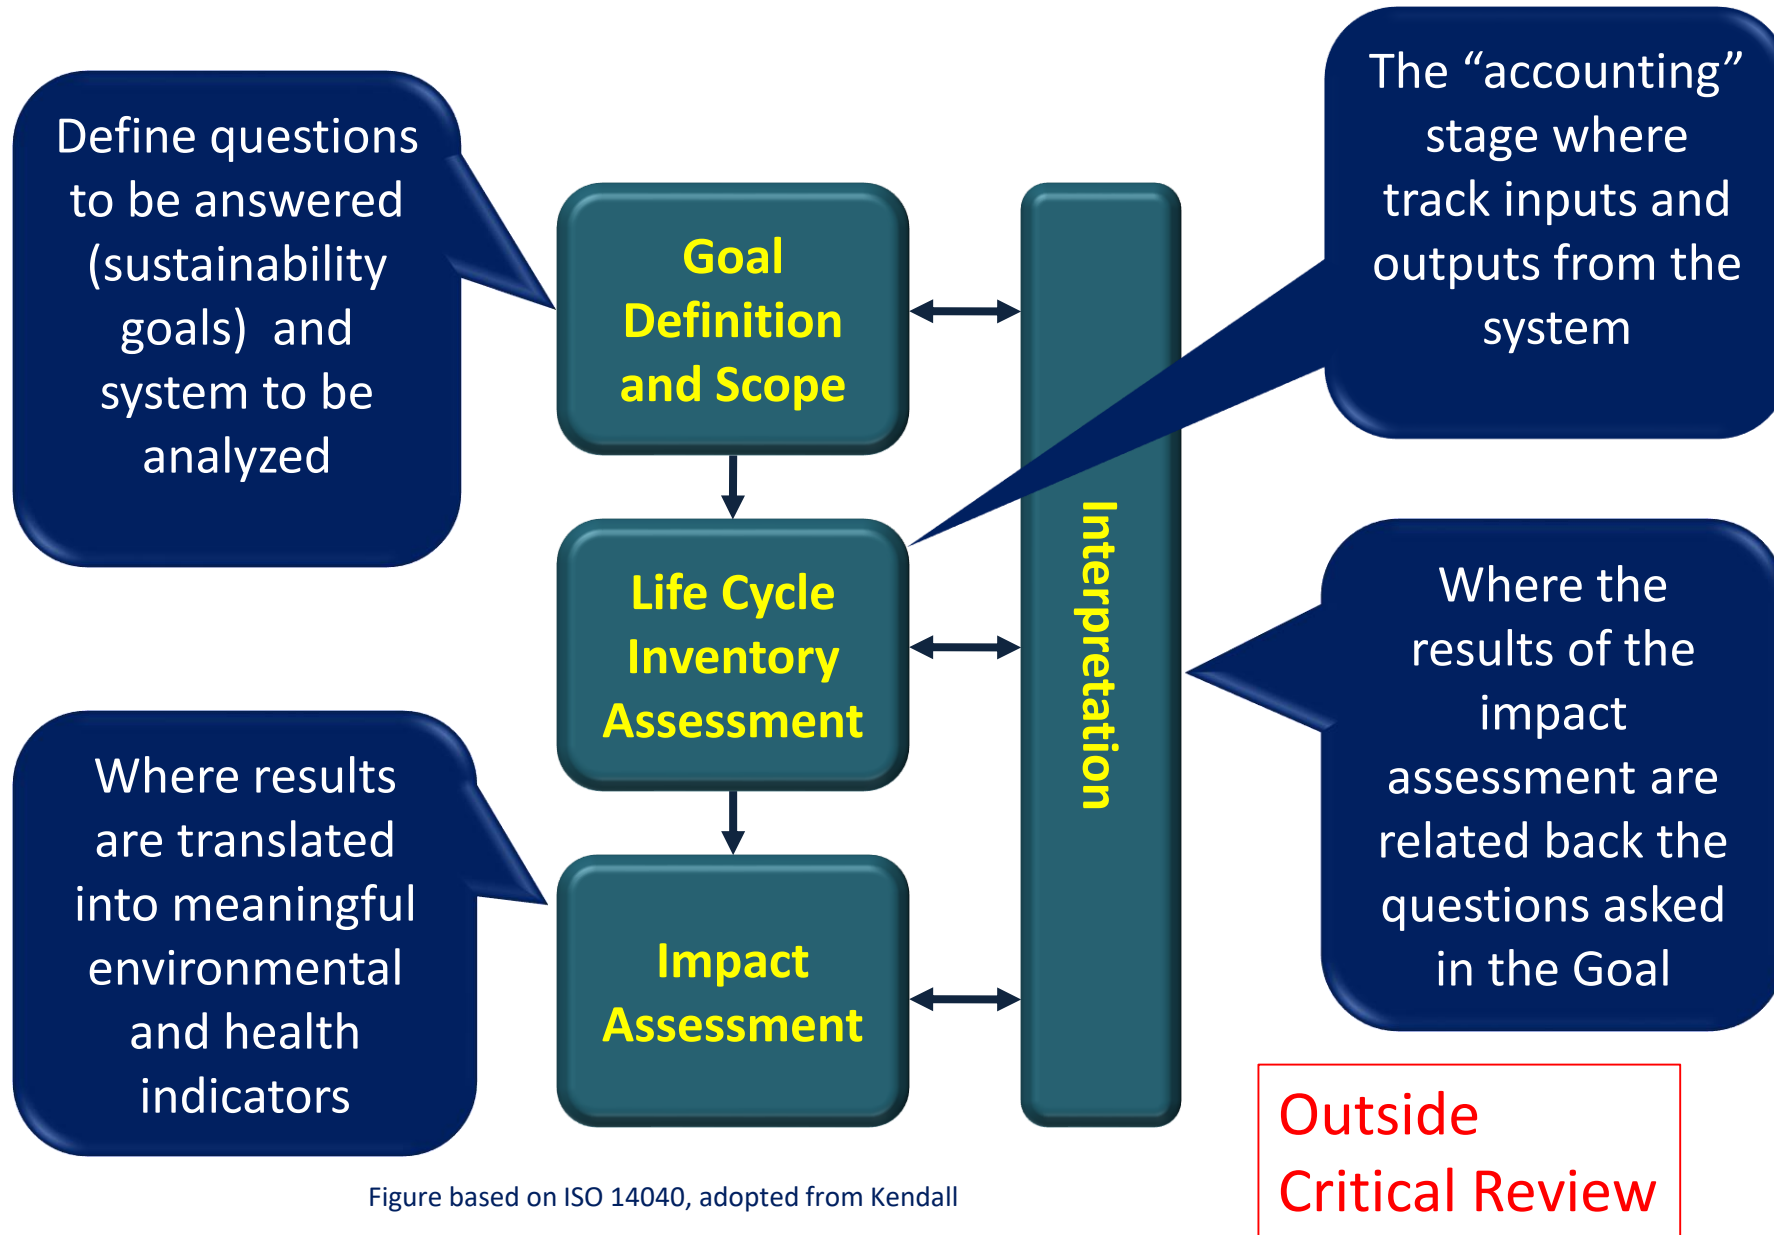 Define questions
to be answered
(sustainability
goals)  and
system to be
analyzed
The “accounting”
stage where
track inputs and
outputs from the
system
Goal
Definition
and Scope
Life Cycle
Inventory
Assessment
Interpretation
Where the
results of the
impact
assessment are
related back the
questions asked
in the Goal
Where results
are translated
into meaningful
environmental
and health
indicators
Impact
Assessment
Outside
Critical Review
Figure based on ISO 14040, adopted from Kendall